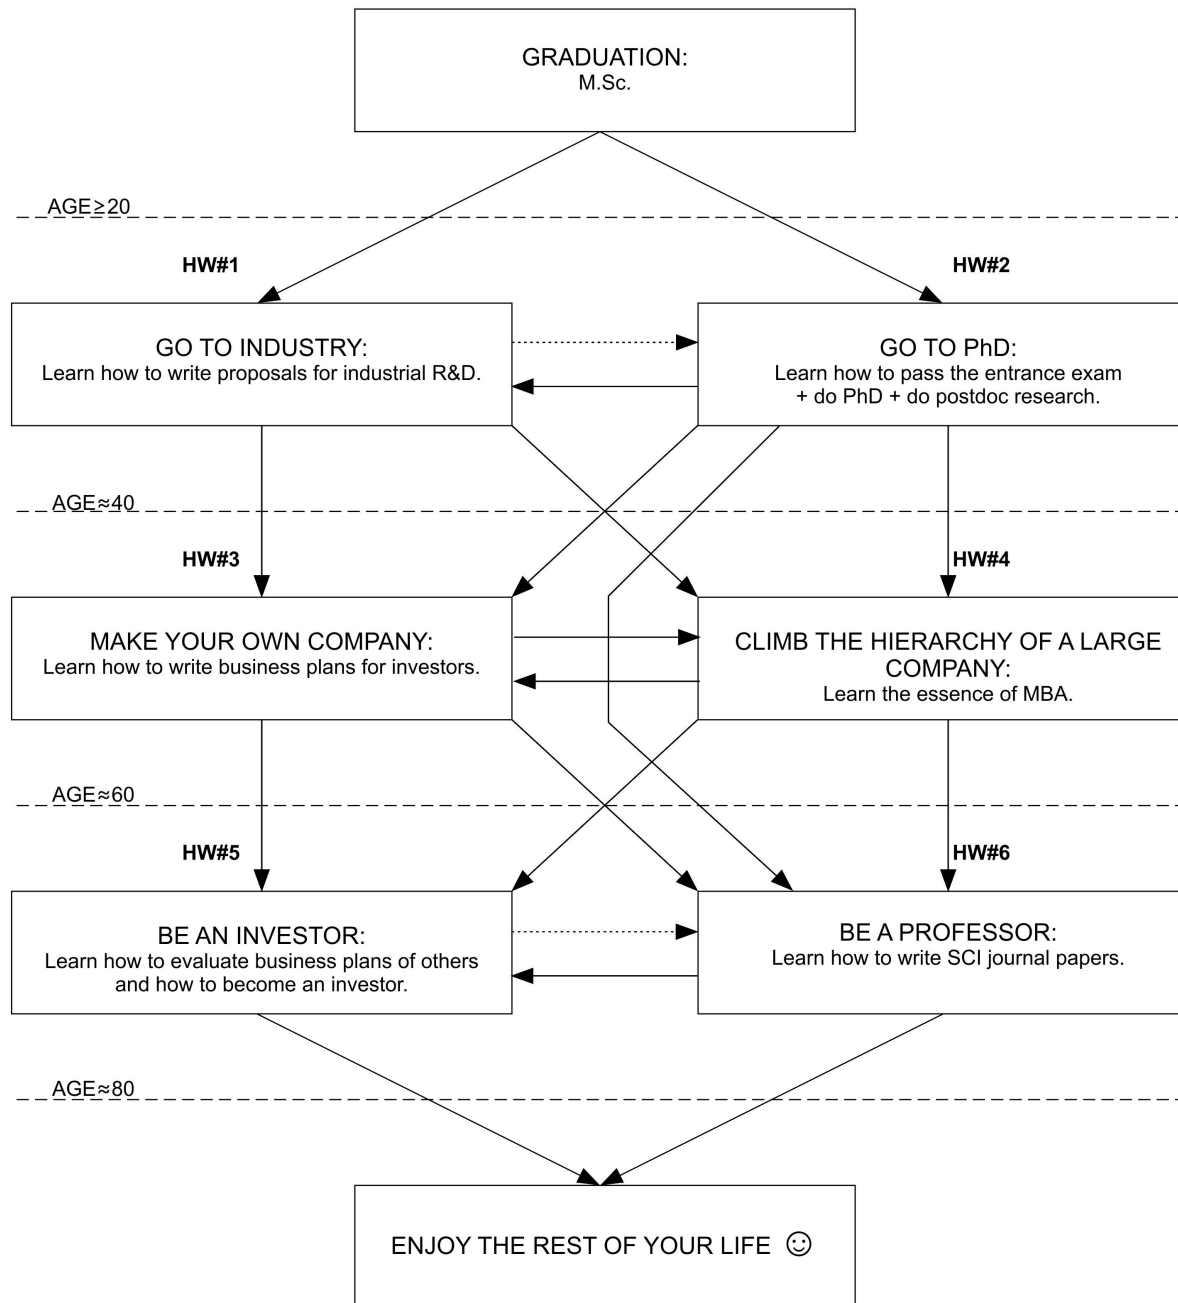 GRADUATION:
M.Sc.
AGE≥20
HW#1
HW#2
GO TO INDUSTRY:
Learn how to write proposals for industrial R&D.
GO TO PhD:
Learn how to pass the entrance exam
+ do PhD + do postdoc research.
AGE≈40
HW#3
HW#4
MAKE YOUR OWN COMPANY:
Learn how to write business plans for investors.
CLIMB THE HIERARCHY OF A LARGE
COMPANY:
Learn the essence of MBA.
AGE≈60
HW#5
HW#6
BE AN INVESTOR:
Learn how to evaluate business plans of others
and how to become an investor.
BE A PROFESSOR:
Learn how to write SCI journal papers.
AGE≈80
ENJOY THE REST OF YOUR LIFE ☺